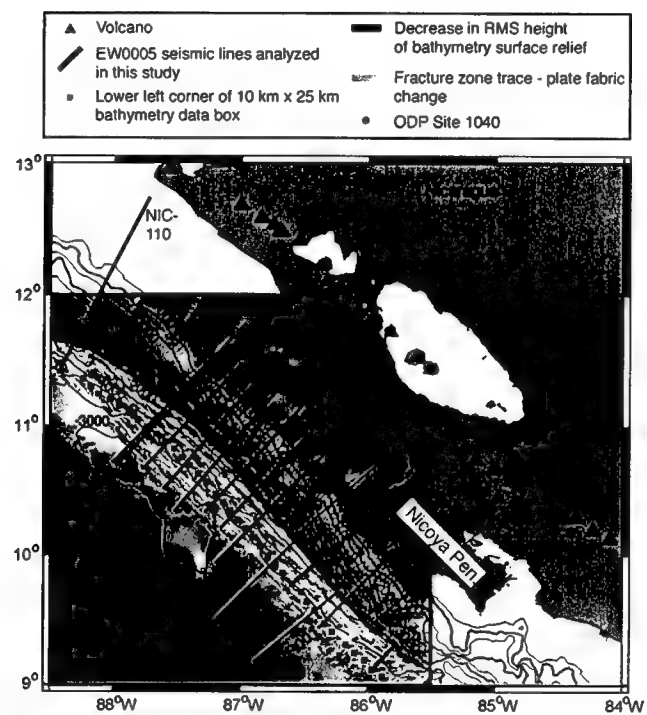 Volcano
EW0005 seismic lines analyzed
in this study
Lower left corner of 10 km x 25 km
bathymetry data box
Decrease in RMS height
of bathymetry surface relief
Fracture zone trace - plate fabric
change
ODP Site 1040
13°
NIC-
110
12°
11°
3000
Nicoya Pen.
10°
9°
88°W
87°W
86°W
85°W
84°W